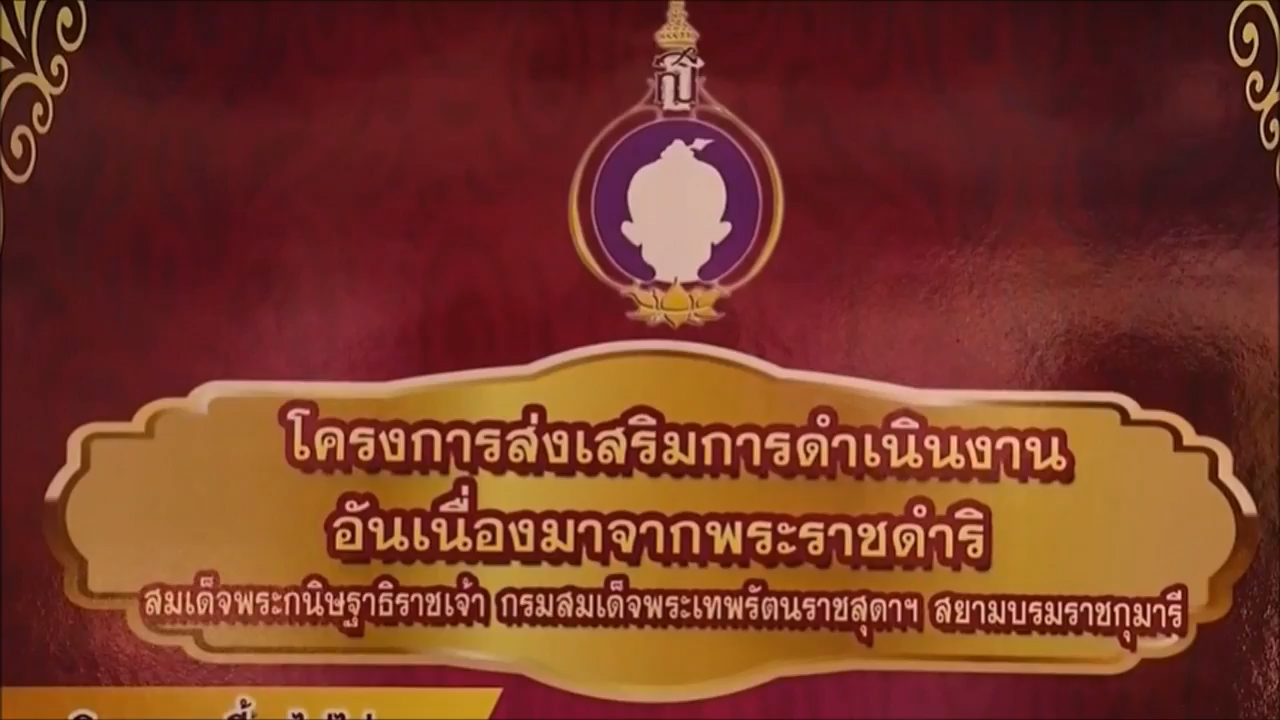 โครงการส่งเสริมการดำเนินงาน
อันเนื่องมาจากพระราชดำริ
สมเด็จพระกนิษฐาธิราชเจ้า กรมสมเด็จพระเทพรัตนราชสุดาฯ สยามบรมราชกุมารี